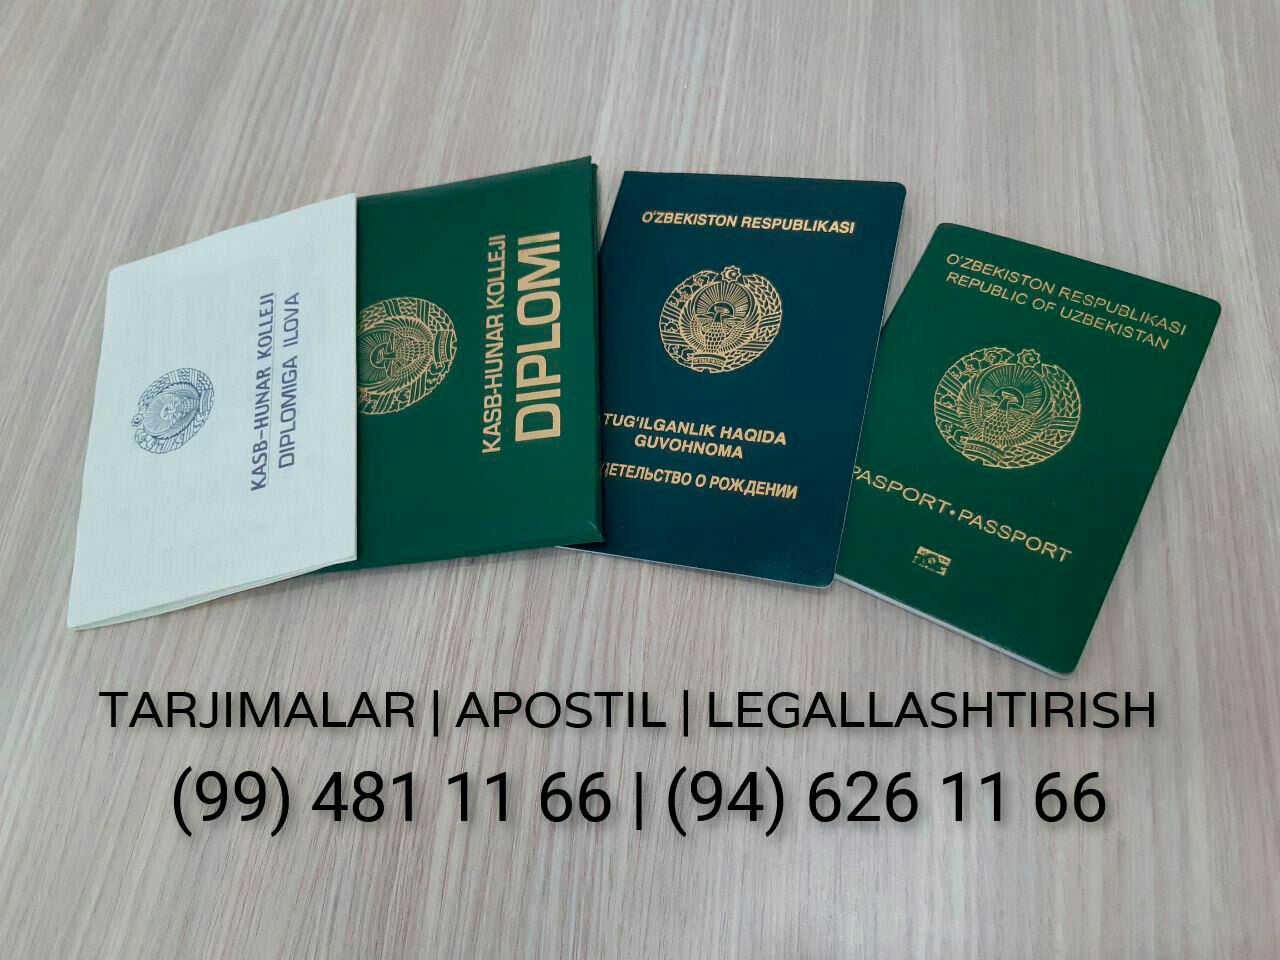 KASB-HUNAR KOLLEJI
DIPLOMIGA ILOVA
KASB-HUNAR KOLLEJI
DIPLOMI
O'ZBEKISTON RESPUBLIKASI
TUG'ILGANLIK HAQIDA
GUVOHNOMA
ДЕТЕЛЬСТВО О РОЖДЕНИИ
O'ZBEKISTON RESPUBLIKASI
REPUBLIC OF UZBEKISTAN
PASPORT•PASSPORT
TARJIMALAR | APOSTIL | LEGALLASHTIRISH
(99) 481 11 66 | (94) 626 11 66